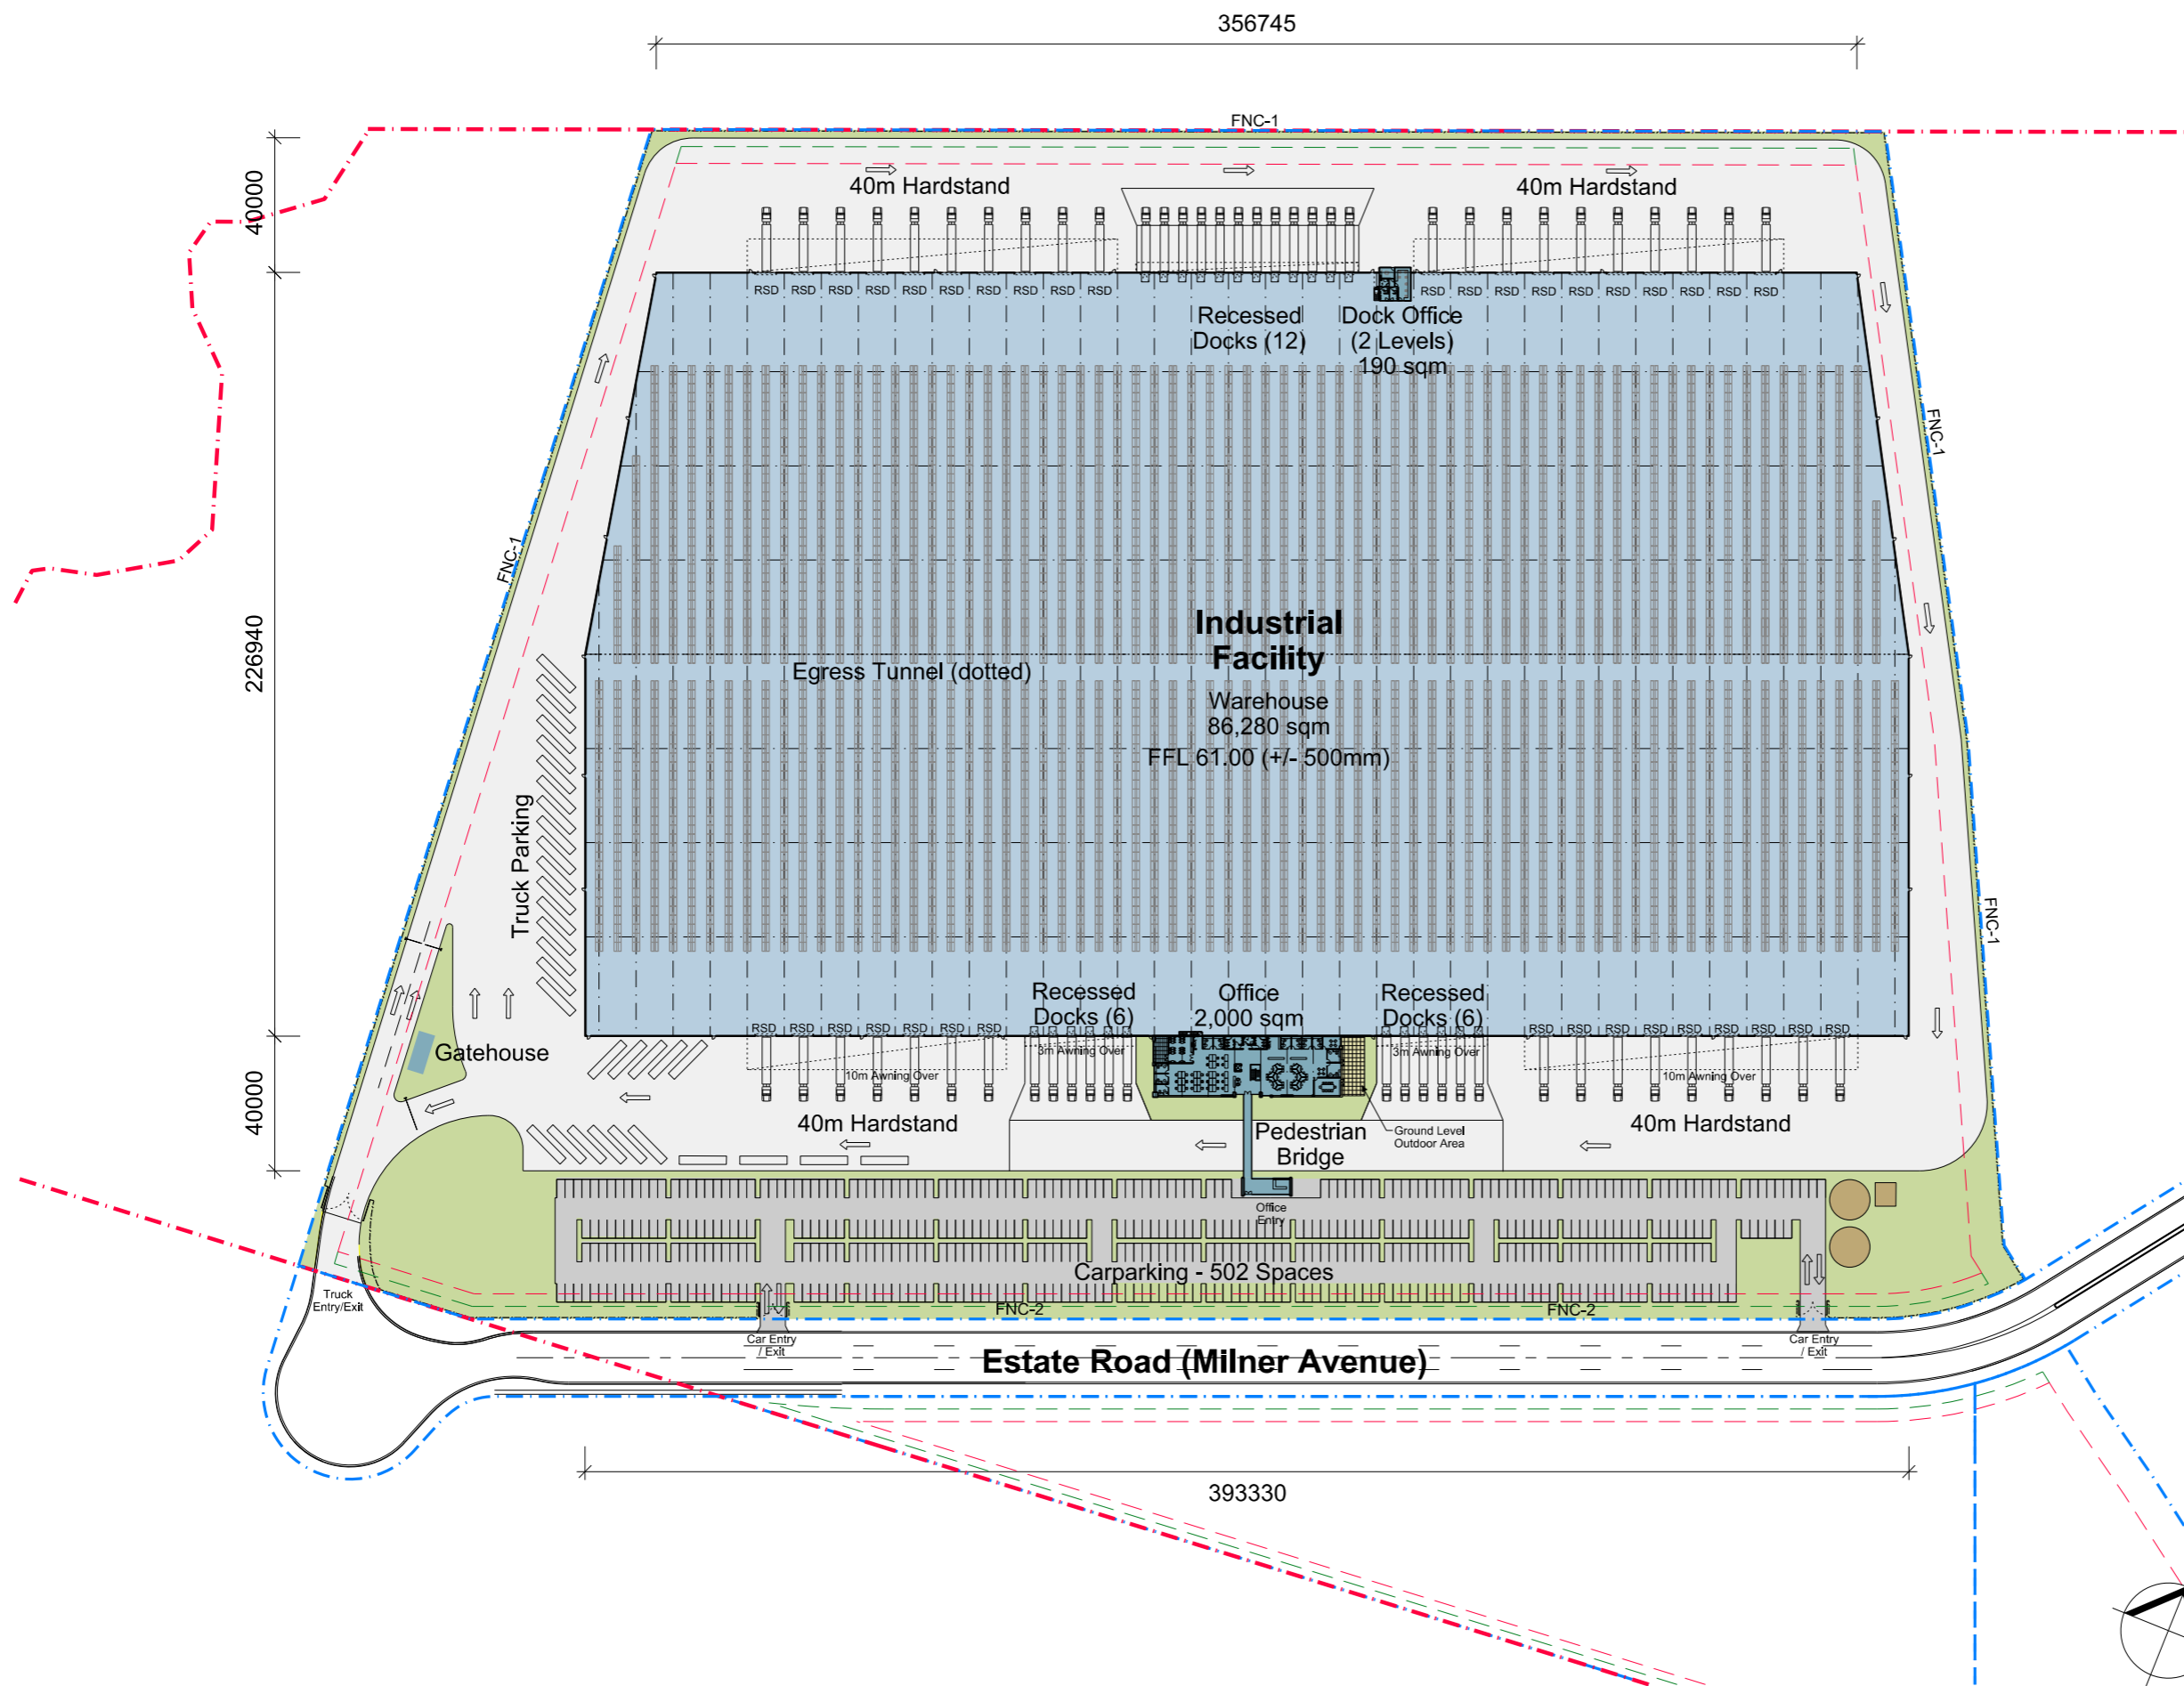 356745
FNC-1
40000
40m Hardstand
40m Hardstand
RSD RSD RSD RSD RSD RSD RSD RSD RSD RSD
RSD RSD RSD RSD RSD RSD RSD RSD RSD RSD
Recessed
Docks (12)
Dock Office
(2 Levels)
190 sqm
FNC-1
FNC-1
226940
Industrial
Facility
Egress Tunnel (dotted)
Warehouse
86,280 sqm
FFL 61.00 (+/- 500mm)
Truck Parking
FNC-1
Recessed
Docks (6)
Office
2,000 sqm
Recessed
Docks (6)
RSD RSD RSD RSD RSD RSD RSD
RSD RSD RSD RSD RSD RSD RSD RSD RSD
Gatehouse
3m Awning Over
3m Awning Over
10m Awning Over
10m Awning Over
40000
40m Hardstand
40m Hardstand
Pedestrian
Bridge
Ground Level
Outdoor Area
Office
Entry
Carparking - 502 Spaces
Truck
Entry/Exit
FNC-2
FNC-2
Car Entry
/ Exit
Car Entry
/ Exit
Estate Road (Milner Avenue)
393330